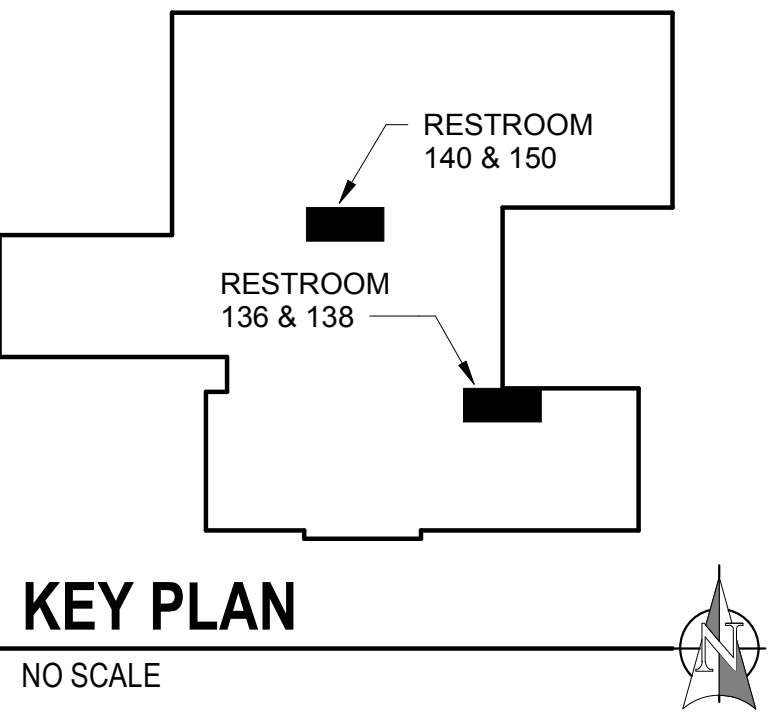 RESTROOM
140 & 150
RESTROOM
136 & 138
KEY PLAN
NO SCALE
N